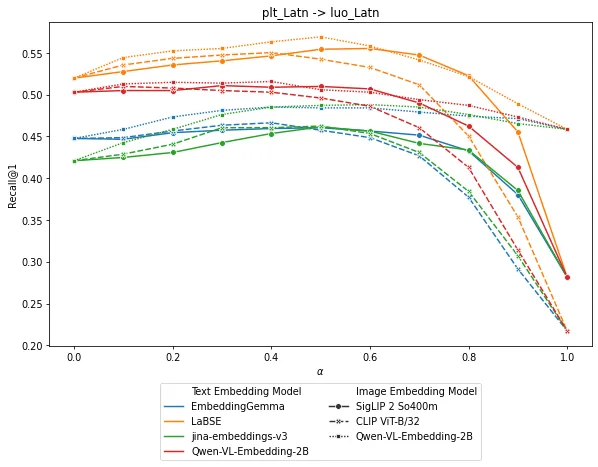 plt_Latn -> luo_Latn
Recall@1
0.55
0.50
0.45
0.40
0.35
0.30
0.25
0.20
0.0
0.2
0.4
0.6
0.8
1.0
α
Text Embedding Model
EmbeddingGemma
LaBSE
jina-embeddings-v3
Qwen-VL-Embedding-2B
Image Embedding Model
SigLIP 2 So400m
CLIP ViT-B/32
Qwen-VL-Embedding-2B